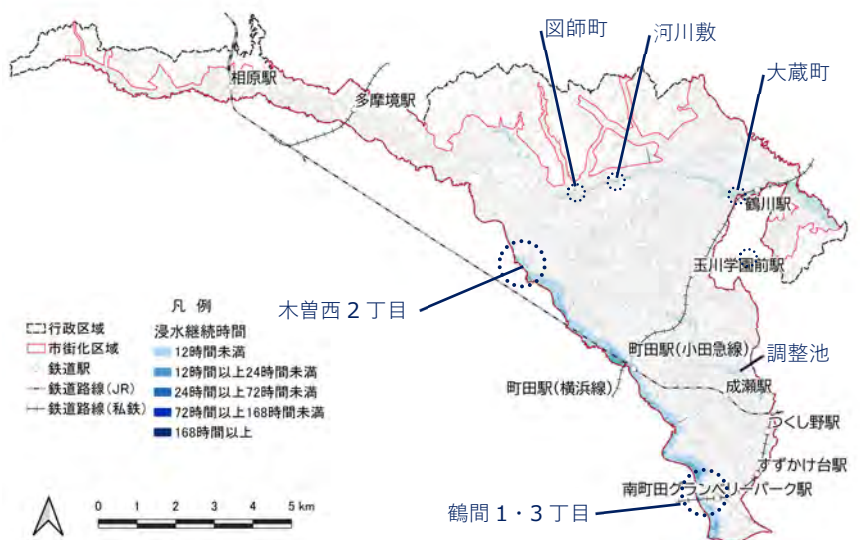 図師町
河川敷
大蔵町
相原駅
多摩境駅
鶴川駅
玉川学園前駅
木曽西2丁目
凡 例
行政区域
市街化区域
鉄道駅
鉄道路線(JR)
鉄道路線(私鉄)
浸水継続時間
12時間未満
12時間以上24時間未満
24時間以上72時間未満
72時間以上168時間未満
168時間以上
町田駅(小田急線)
調整池
町田駅(横浜線)
成瀬駅
つくし野駅
すずかけ台駅
南町田グランベリーパーク駅
鶴間1・3丁目
0 1 2 3 4 5 km